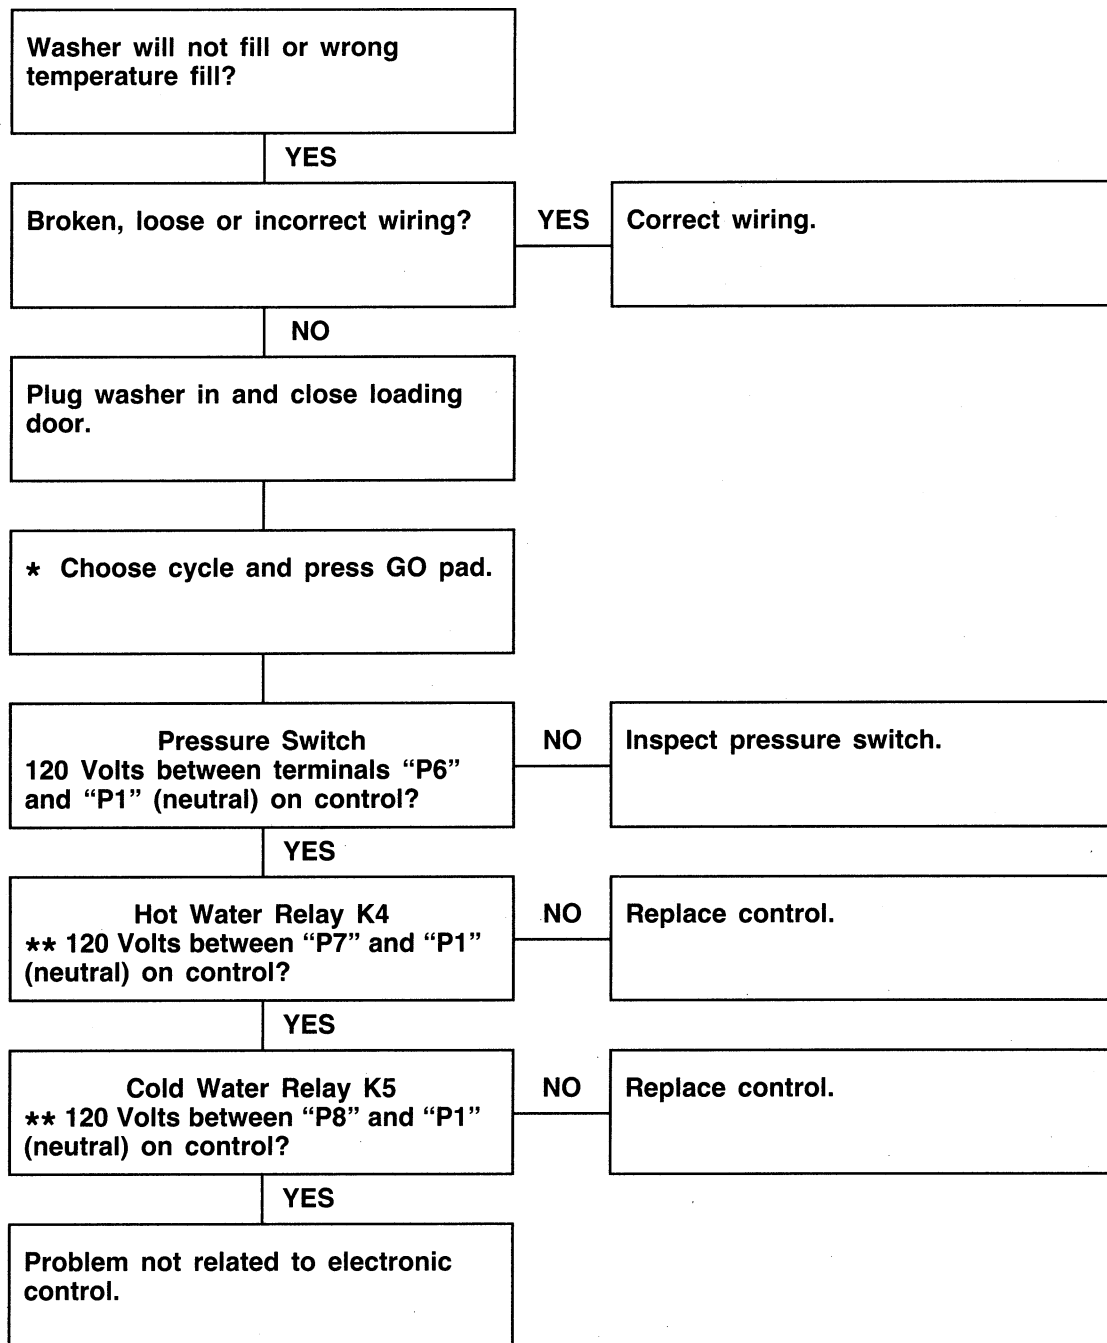 Washer will not fill or wrong
temperature fill?
YES
Broken, loose or incorrect wiring?
YES
Correct wiring.
NO
Plug washer in and close loading
door.
* Choose cycle and press GO pad.
Pressure Switch
120 Volts between terminals “P6”
and “P1” (neutral) on control?
NO
Inspect pressure switch.
YES
Hot Water Relay K4
** 120 Volts between “P7” and “P1”
(neutral) on control?
NO
Replace control.
YES
Cold Water Relay K5
** 120 Volts between “P8” and “P1”
(neutral) on control?
NO
Replace control.
YES
Problem not related to electronic
control.